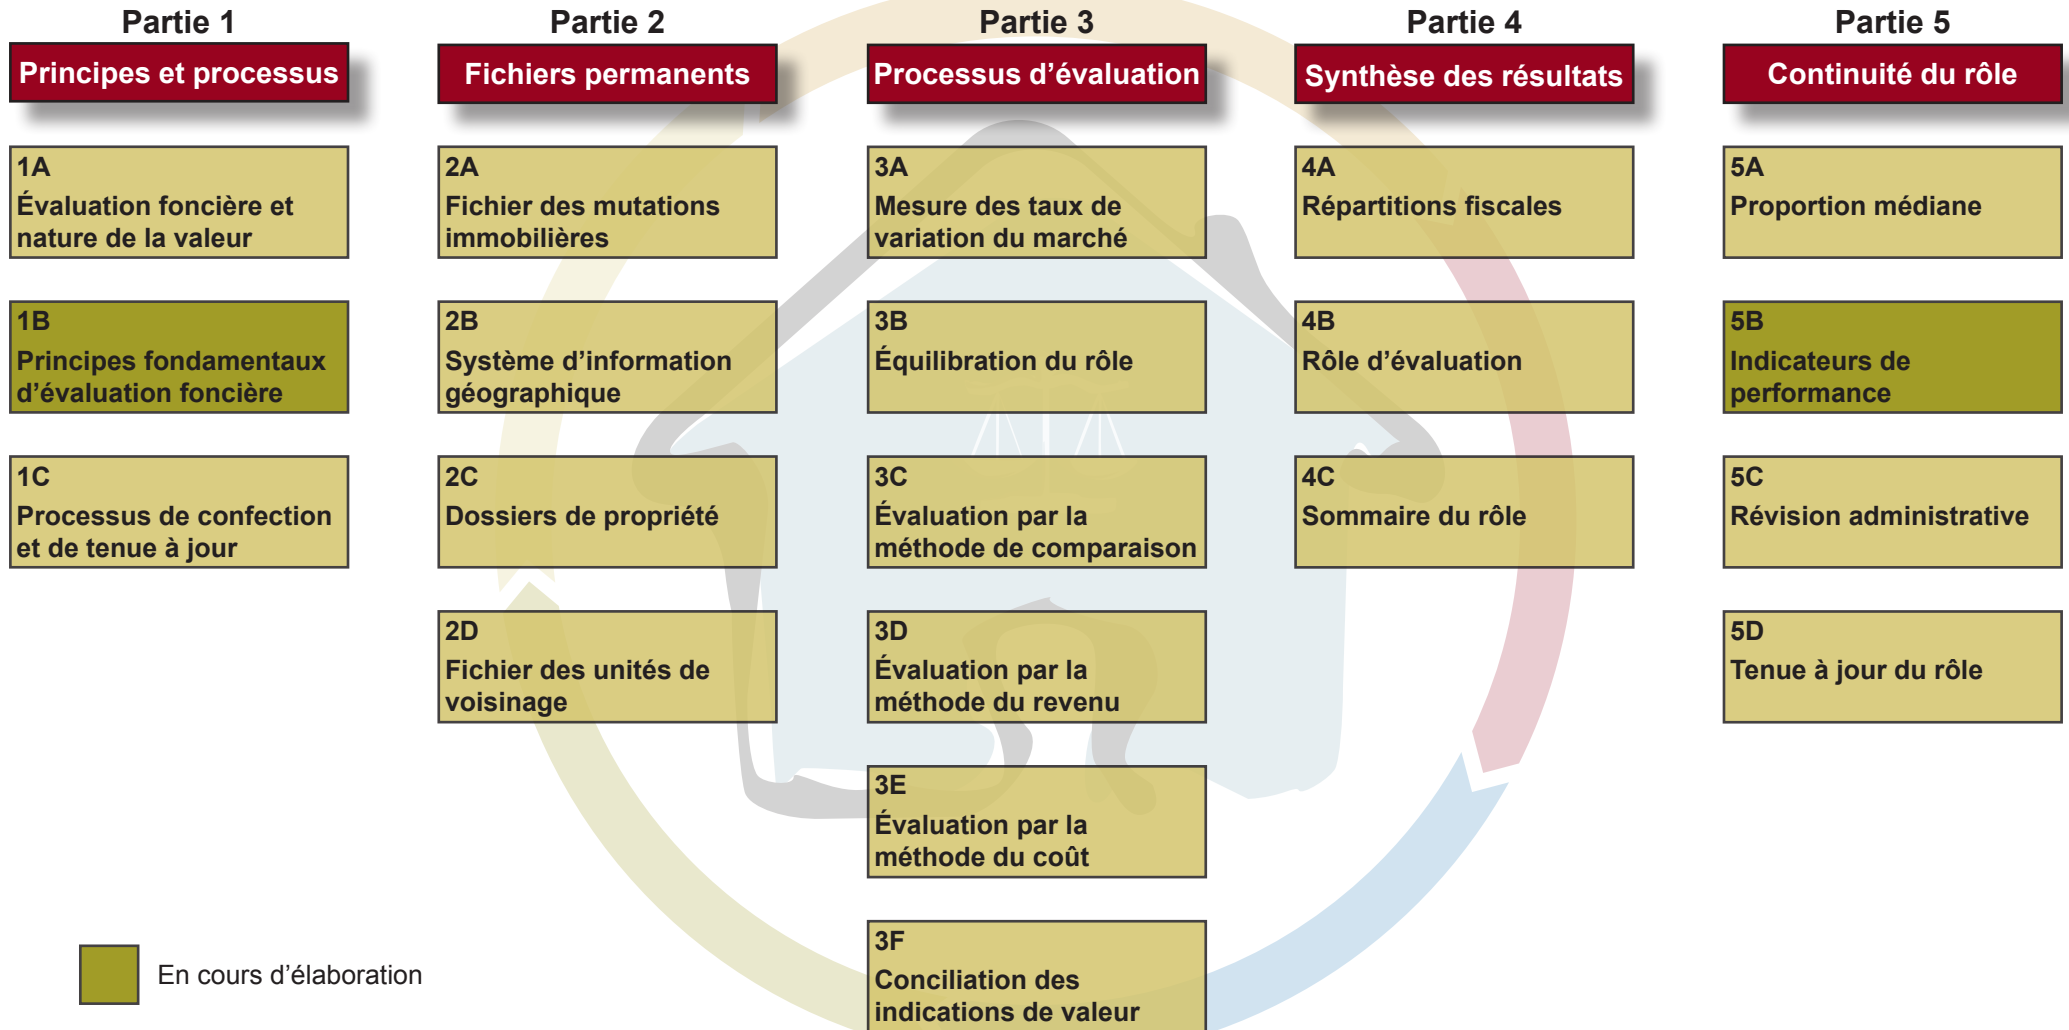 Partie 1
Principes et processus
1A
Évaluation foncière et
nature de la valeur
1B
Principes fondamentaux
d’évaluation foncière
1C
Processus de confection
et de tenue à jour
Partie 2
Fichiers permanents
2A
Fichier des mutations
immobilières
2B
Système d’information
géographique
2C
Dossiers de propriété
2D
Fichier des unités de
voisinage
Partie 3
Processus d’évaluation
3A
Mesure des taux de
variation du marché
3B
Équilibration du rôle
3C
Évaluation par la
méthode de comparaison
3D
Évaluation par la
méthode du revenu
3E
Évaluation par la
méthode du coût
3F
Conciliation des
indications de valeur
Partie 4
Synthèse des résultats
4A
Répartitions fiscales
4B
Rôle d’évaluation
4C
Sommaire du rôle
Partie 5
Continuité du rôle
5A
Proportion médiane
5B
Indicateurs de
performance
5C
Révision administrative
5D
Tenue à jour du rôle
En cours d’élaboration